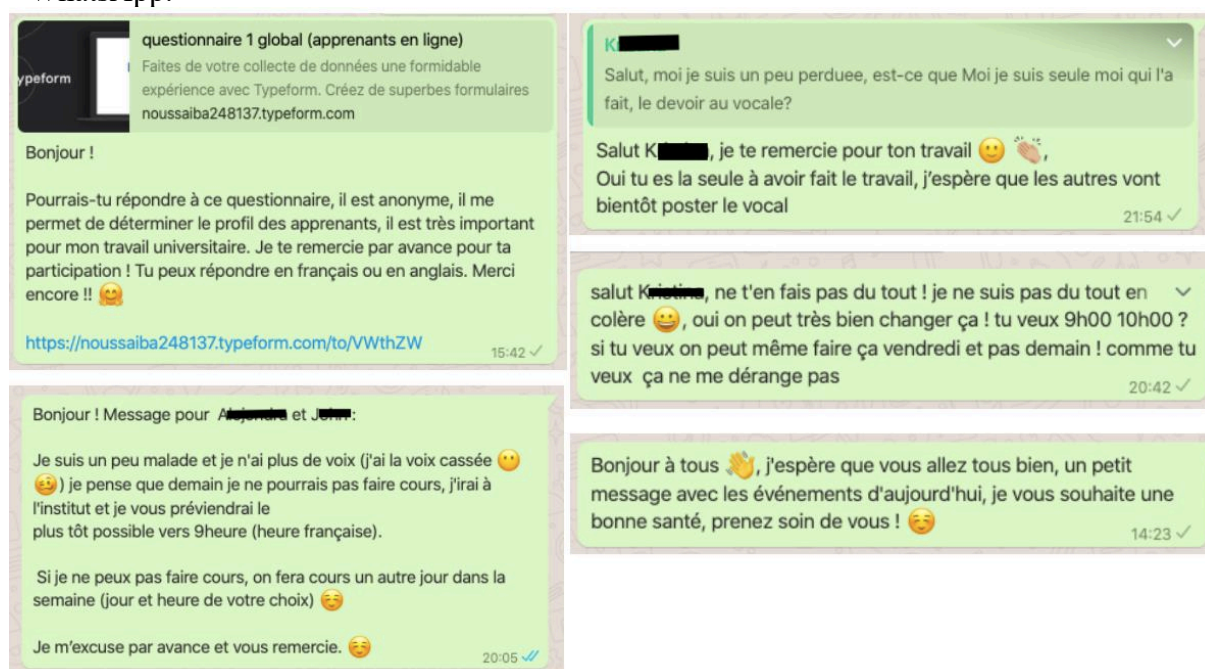 WhatsApp.
questionnaire 1 global (apprenants en ligne)
ypeform
Faites de votre collecte de données une formidable
expérience avec Typeform. Créez de superbes formulaires
noussaiba248137.typeform.com
Bonjour !
Pourrais-tu répondre à ce questionnaire, il est anonyme, il me
permet de déterminer le profil des apprenants, il est très important
pour mon travail universitaire. Je te remercie par avance pour ta
participation ! Tu peux répondre en français ou en anglais. Merci
encore !! 🤗
https://noussaiba248137.typeform.com/to/VWthZW
15:42
Bonjour ! Message pour et :
Je suis un peu malade et je n'ai plus de voix (j'ai la voix cassée 😶
🥴) je pense que demain je ne pourrais pas faire cours, j'irai à
l'institut et je vous préviendrai le
plus tôt possible vers 9heure (heure française).
Si je ne peux pas faire cours, on fera cours un autre jour dans la
semaine (jour et heure de votre choix) ☺️
Je m'excuse par avance et vous remercie. ☺️
20:05
K
Salut, moi je suis un peu perduee, est-ce que Moi je suis seule moi qui l'a
fait, le devoir au vocale?
Salut K, je te remercie pour ton travail 🙂 👏🏼,
Oui tu es la seule à avoir fait le travail, j'espère que les autres vont
bientôt poster le vocal
21:54
salut K, ne t'en fais pas du tout ! je ne suis pas du tout en
colère 😀, oui on peut très bien changer ça ! tu veux 9h00 10h00 ?
si tu veux on peut même faire ça vendredi et pas demain ! comme tu
veux ça ne me dérange pas
20:42
Bonjour à tous 👋, j'espère que vous allez tous bien, un petit
message avec les événements d'aujourd'hui, je vous souhaite une
bonne santé, prenez soin de vous ! ☺️
14:23